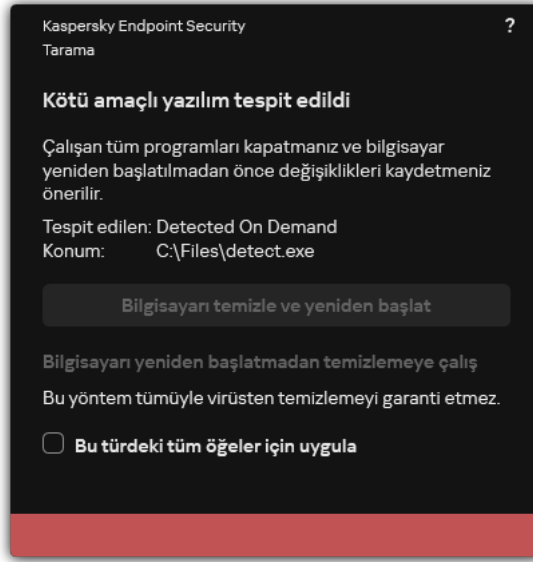 Kaspersky Endpoint Security
?
Tarama
Kötü amaçlı yazılım tespit edildi
Çalışan tüm programları kapatmanız ve bilgisayar
yeniden başlatılmadan önce değişiklikleri kaydetmeniz
önerilir.
Tespit edilen: Detected On Demand
Konum: C:\Files\detect.exe
Bilgisayarı temizle ve yeniden başlat
Bilgisayarı yeniden başlatmadan temizlemeye çalış
Bu yöntem tümüyle virüsten temizlemeyi garanti etmez.
Bu türdeki tüm öğeler için uygula